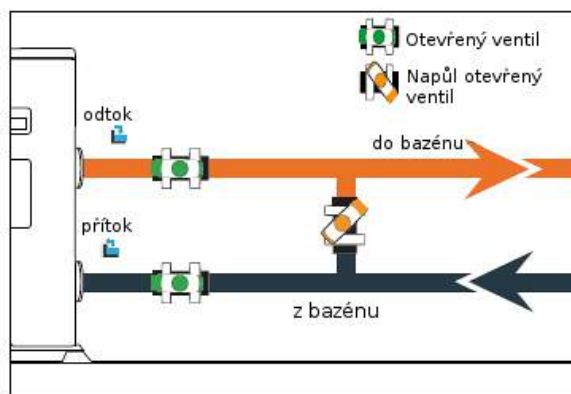 Otevřený ventil
Napůl otevřený
ventil
odtok
do bazénu
přítok
z bazénu